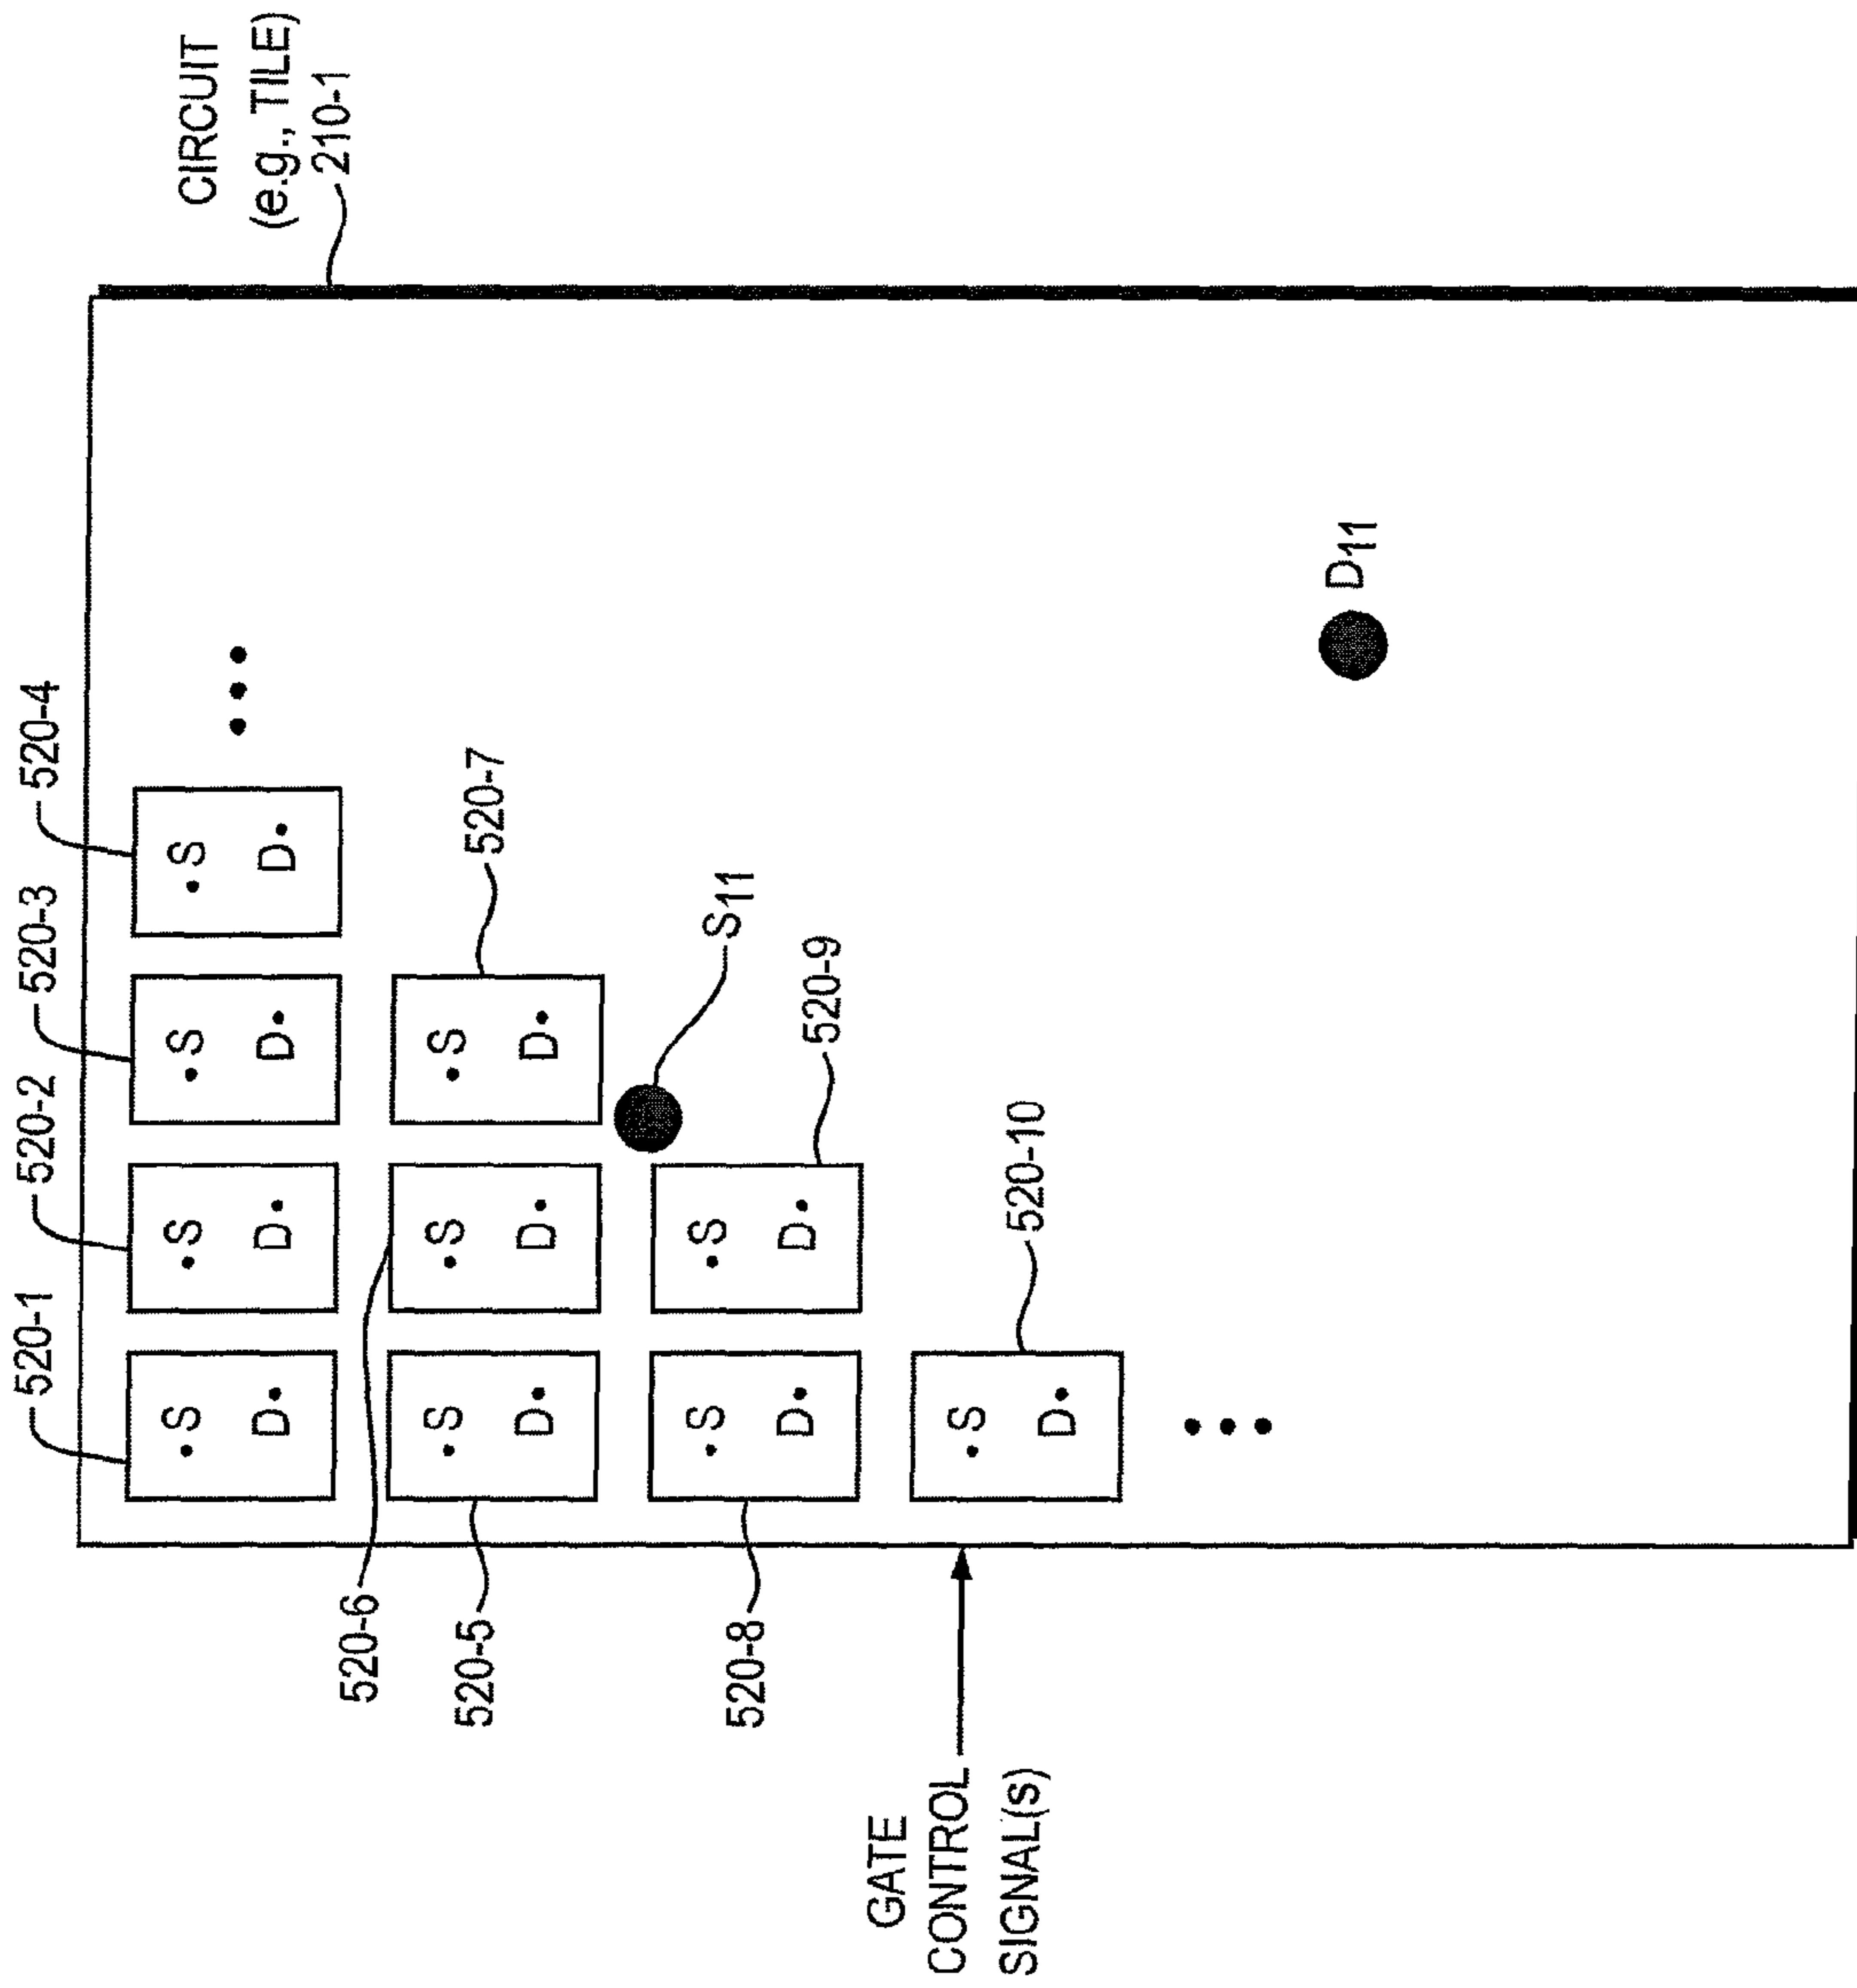 520-1
520-2
520-3
520-4
CIRCUIT
(e.g., TILE)
210-1
S
S
S
S
D
D
D
D
520-6
S
S
S
520-5
520-7
D
D
D
S
S
S11
520-8
D
D
520-9
GATE
CONTROL
SIGNAL(s)
S
520-10
D
D11